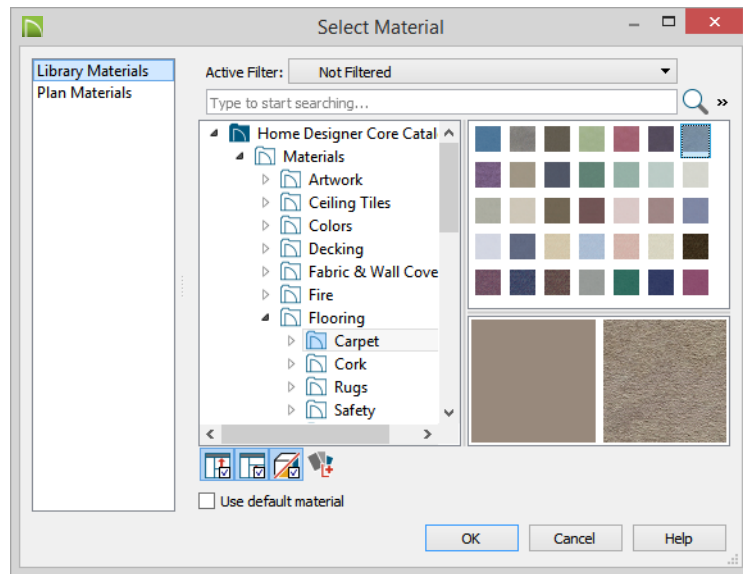 Select Material
Library Materials
Plan Materials
Active Filter: Not Filtered
Type to start searching...
»
Home Designer Core Catal
Materials
Artwork
Ceiling Tiles
Colors
Decking
Fabric & Wall Cove
Fire
Flooring
Carpet
Cork
Rugs
Safety
Use default material
OK Cancel Help